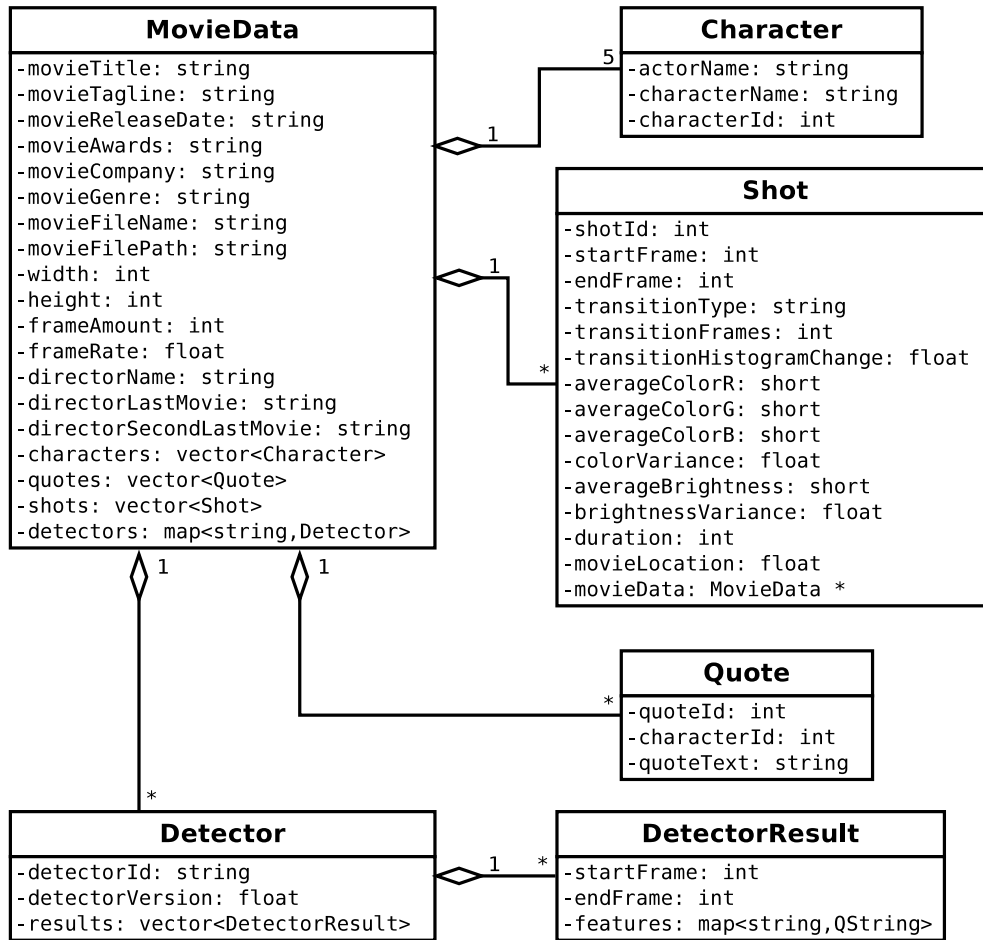 MovieData
-movieTitle: string
-movieTagline: string
-movieReleaseDate: string
-movieAwards: string
-movieCompany: string
-movieGenre: string
-movieFileName: string
-movieFilePath: string
-width: int
-height: int
-frameAmount: int
-frameRate: float
-directorName: string
-directorLastMovie: string
-directorSecondLastMovie: string
-characters: vector<Character>
-quotes: vector<Quote>
-shots: vector<Shot>
-detectors: map<string,Detector>
1
5
Character
-actorName: string
-characterName: string
-characterId: int
1
*
Shot
-shotId: int
-startFrame: int
-endFrame: int
-transitionType: string
-transitionFrames: int
-transitionHistogramChange: float
-averageColorR: short
-averageColorG: short
-averageColorB: short
-colorVariance: float
-averageBrightness: short
-brightnessVariance: float
-duration: int
-movieLocation: float
-movieData: MovieData *
1
*
1
*
Quote
-quoteId: int
-characterId: int
-quoteText: string
Detector
-detectorId: string
-detectorVersion: float
-results: vector<DetectorResult>
1
*
DetectorResult
-startFrame: int
-endFrame: int
-features: map<string,QString>